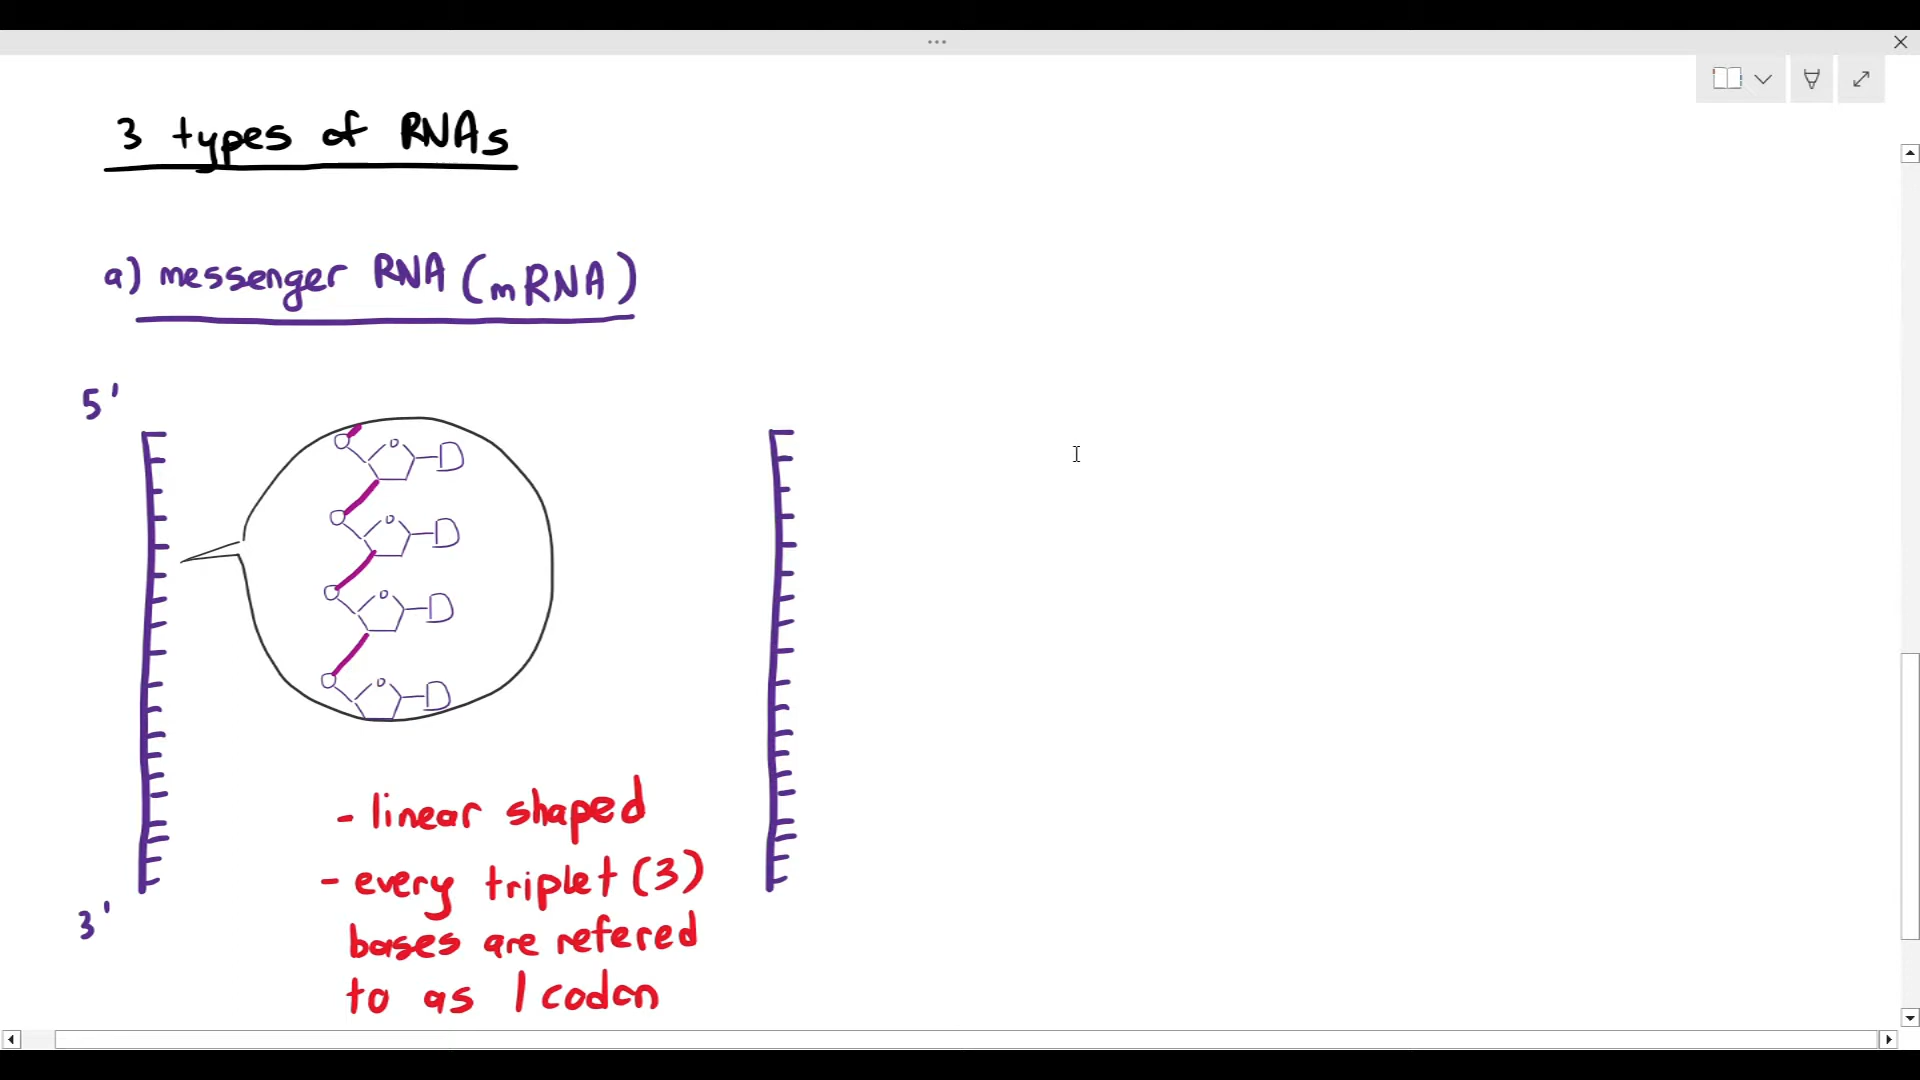 3 types of RNAs
a) messenger RNA (mRNA)
5'
3'
- linear shaped
- every triplet (3)
bases are refered
to as 1 codon